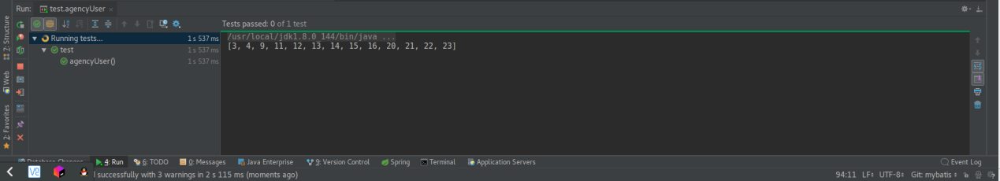 Run: test.agencyUser ×
Tests passed: 0 of 1 test
Running tests... 1 s 537 ms
test 1 s 537 ms
agencyUser() 1 s 537 ms
/usr/local/jdk1.8.0_144/bin/java ...
[3, 4, 9, 11, 12, 13, 14, 15, 16, 20, 21, 22, 23]
7: Structure
Web
2: Favorites
Database Changes 4: Run 6: TODO 0: Messages Java Enterprise 9: Version Control Spring Terminal Application Servers Event Log
successfully with 3 warnings in 2 s 115 ms (moments ago) 94:11 LF UTF-8 Git: mybatis